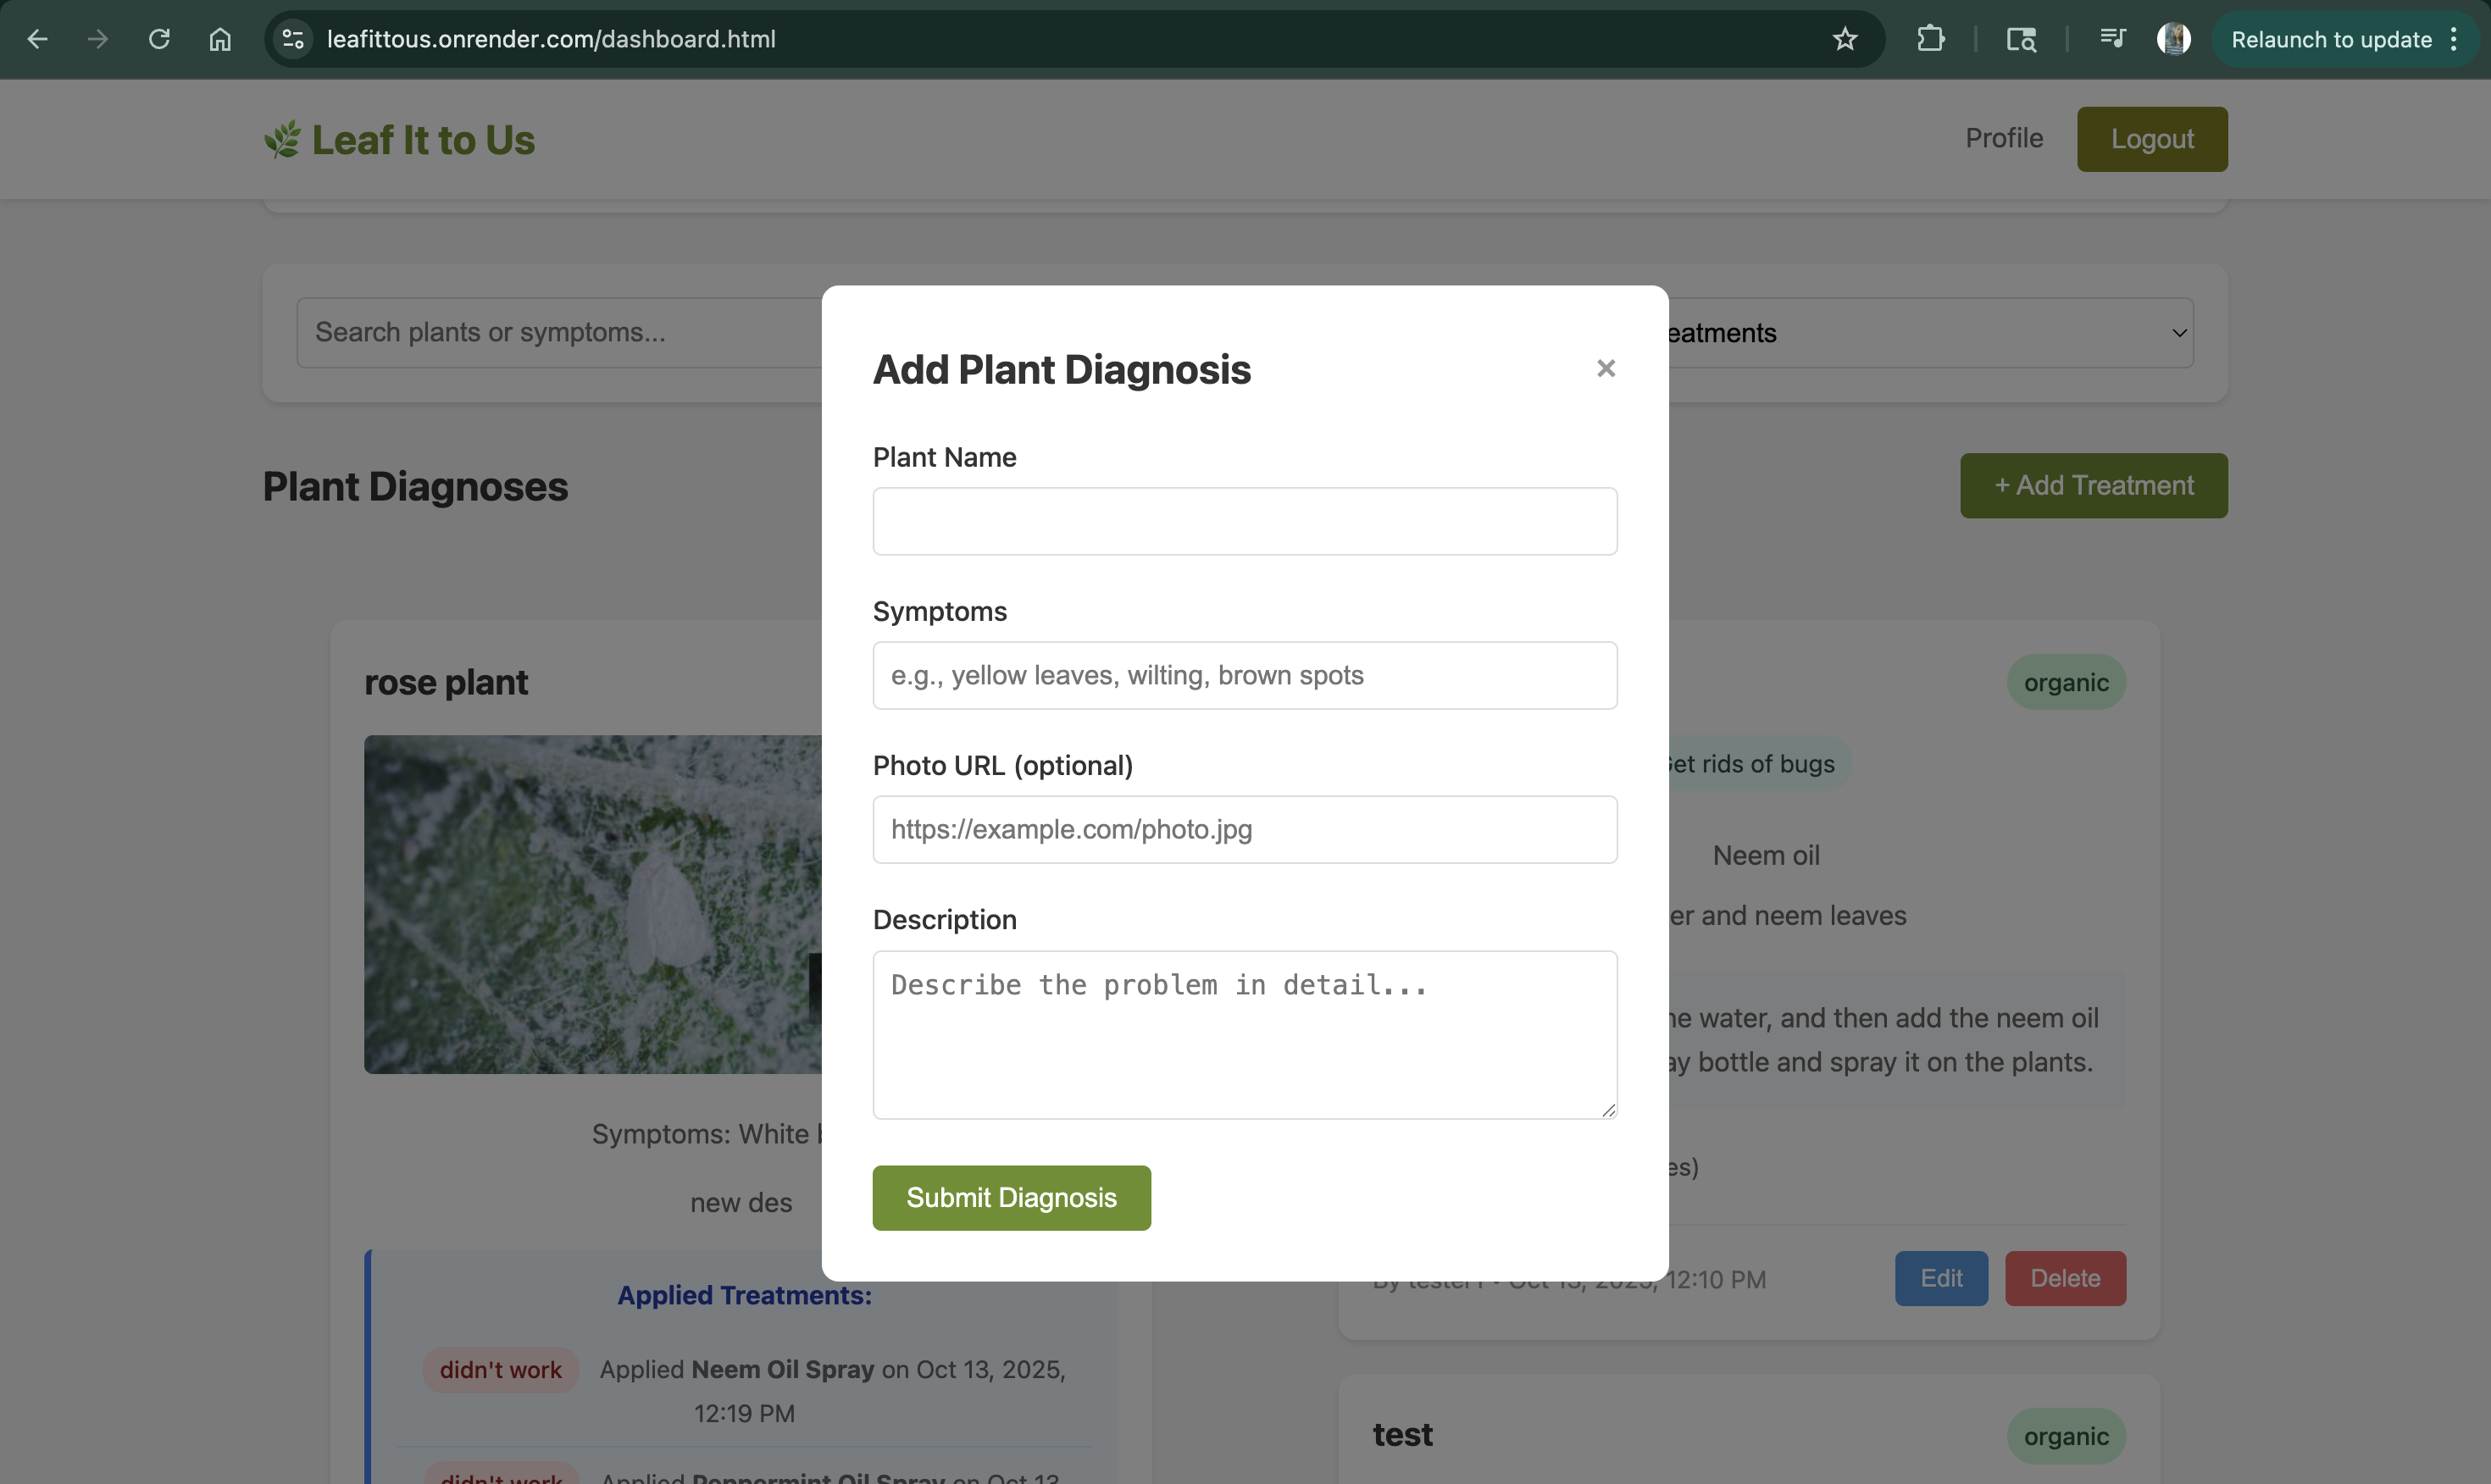 leafittous.onrender.com/dashboard.html
Relaunch to update
Leaf It to Us
Profile
Logout
Search plants or symptoms...
eatments
Plant Diagnoses
+ Add Treatment
Add Plant Diagnosis
×
Plant Name
Symptoms
e.g., yellow leaves, wilting, brown spots
Photo URL (optional)
https://example.com/photo.jpg
Description
Describe the problem in detail...
Submit Diagnosis
rose plant
Symptoms: White
new des
Applied Treatments:
didn't work
Applied Neem Oil Spray on Oct 13, 2025,
12:19 PM
didn't work
Applied Peppermint Oil Spray on Oct 13
organic
et rids of bugs
Neem oil
er and neem leaves
he water, and then add the neem oil
ay bottle and spray it on the plants.
es)
By tester1 • Oct 13, 2025, 12:10 PM
Edit
Delete
test
organic